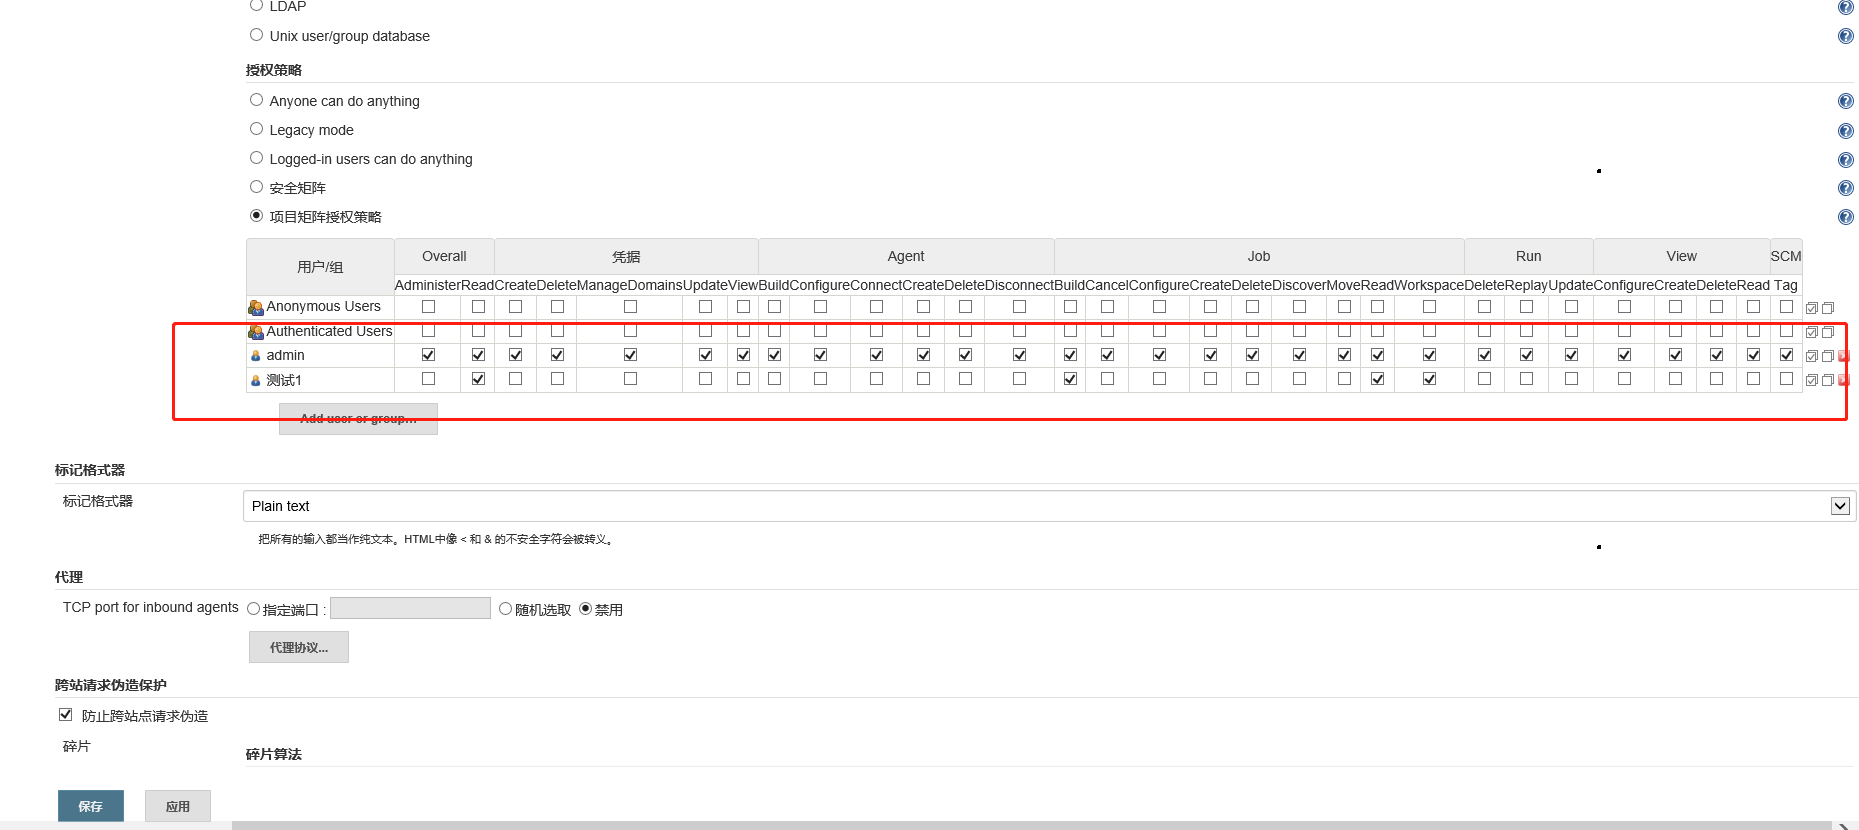 LDAP
Unix user/group database
授权策略
Anyone can do anything
Legacy mode
Logged-in users can do anything
安全矩阵
项目矩阵授权策略
用户/组 Overall 凭据 Agent Job Run View SCM
Administer Read Create Delete ManageDomains Update View Build Configure Connect Create Delete Disconnect Build Cancel Configure Create Delete Discover Move Read Workspace Delete Replay Update Configure Create Delete Read Tag
Anonymous Users
Authenticated Users
admin
测试1
Add user or group...
标记格式器
标记格式器 Plain text
把所有的输入都当作纯文本。HTML中像 < 和 & 的不安全字符会被转义。
代理
TCP port for inbound agents 指定端口 : 随机选取 禁用
代理协议...
跨站请求伪造保护
防止跨站点请求伪造
碎片 碎片算法
保存 应用